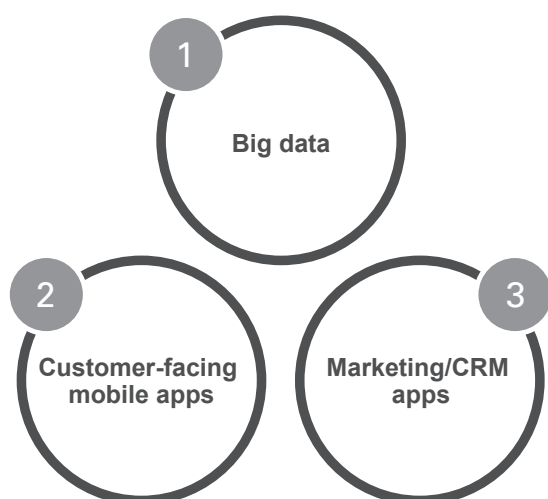 1
Big data
2
Customer-facing
mobile apps
3
Marketing/CRM
apps